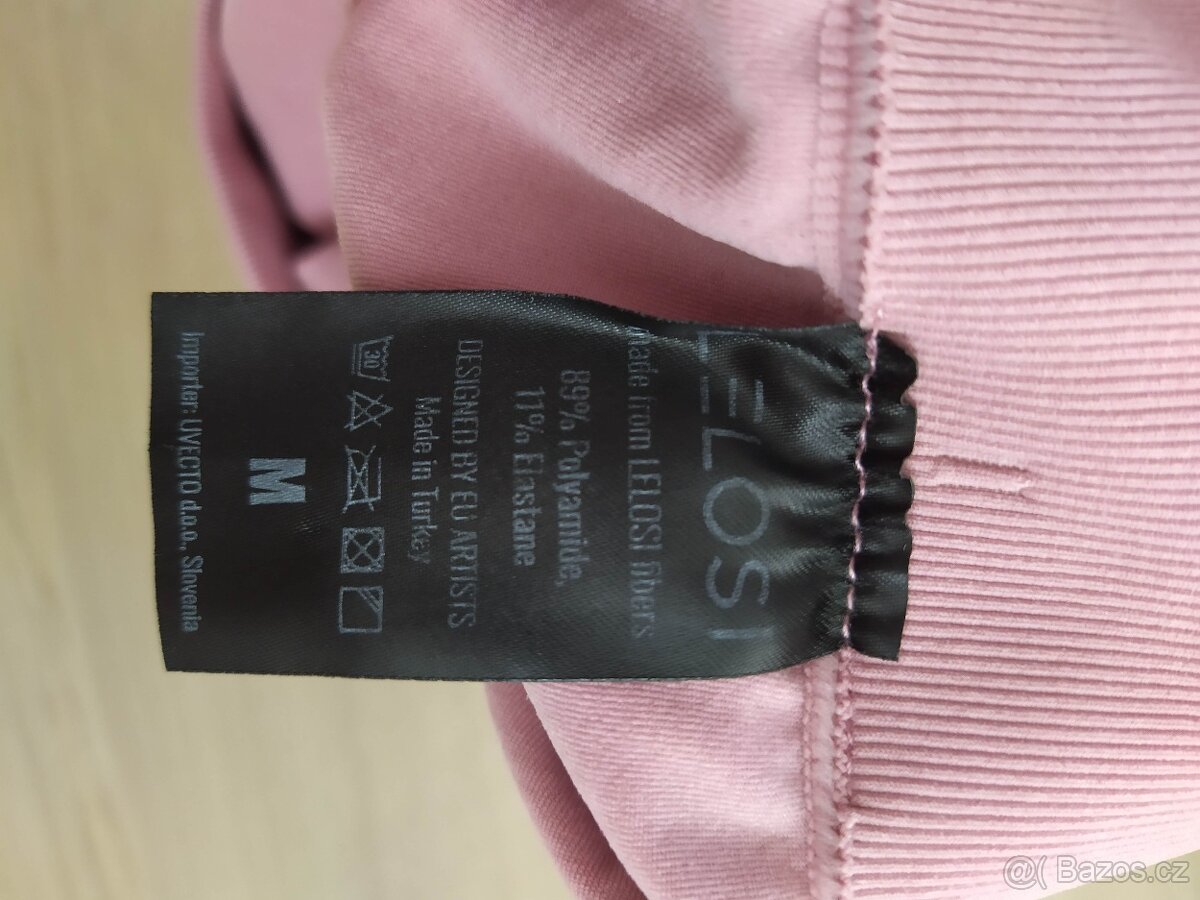 LELOSI
made from LELOSI fibers
89% Polyamide,
11% Elastane
DESIGNED BY EU ARTISTS
Made in Turkey
30
M
Importer: UVECTO d.o.o., Slovenia
@( Bazos.cz